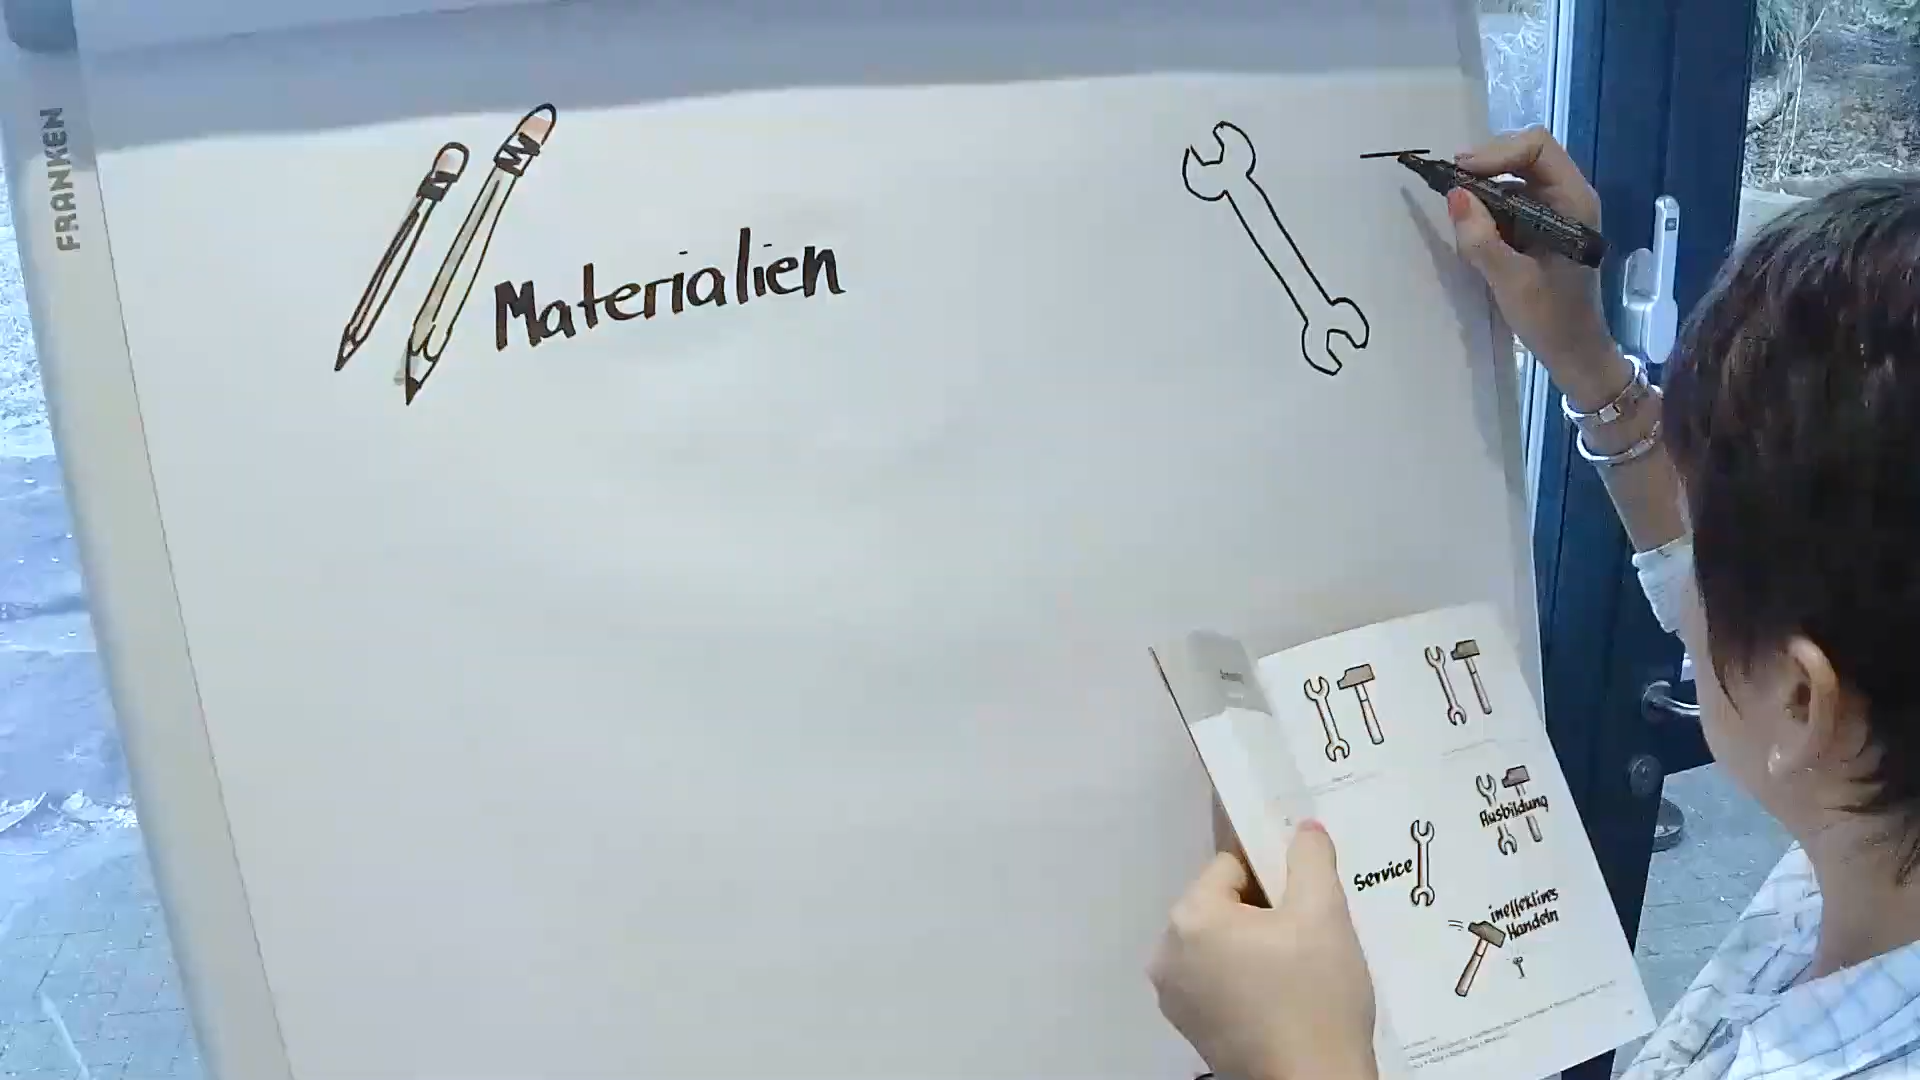 FRANKEN
Materialien
Ausbildung
Service
ineffektives
Handeln